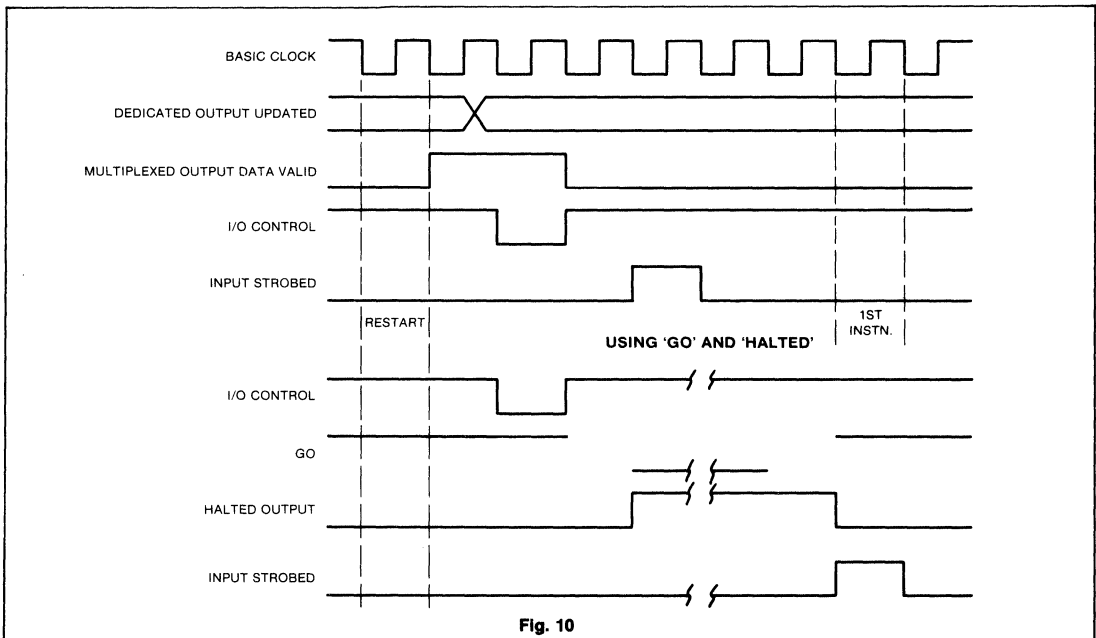 BASIC CLOCK
DEDICATED OUTPUT UPDATED
MULTIPLEXED OUTPUT DATA VALID
I/O CONTROL
INPUT STROBED
RESTART
1ST
INSTN.
USING 'GO' AND 'HALTED'
I/O CONTROL
GO
HALTED OUTPUT
INPUT STROBED
Fig. 10